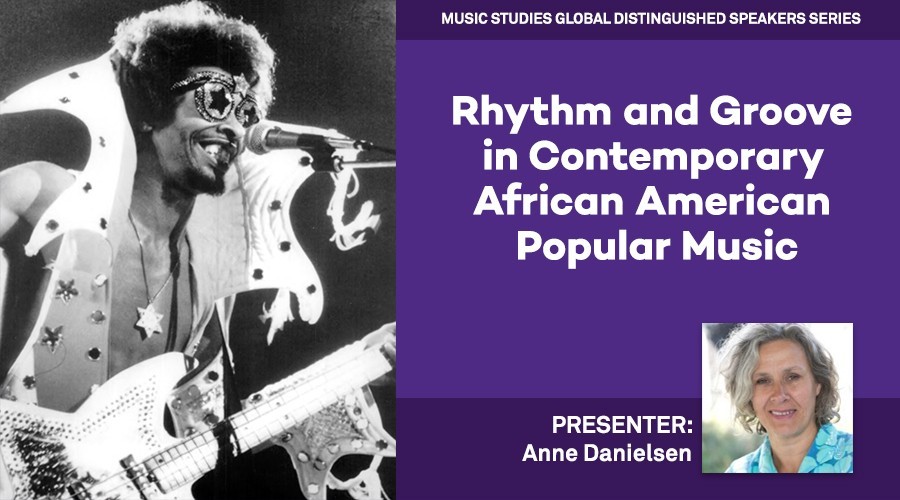 MUSIC STUDIES GLOBAL DISTINGUISHED SPEAKERS SERIES
Rhythm and Groove
in Contemporary
African American
Popular Music
PRESENTER:
Anne Danielsen